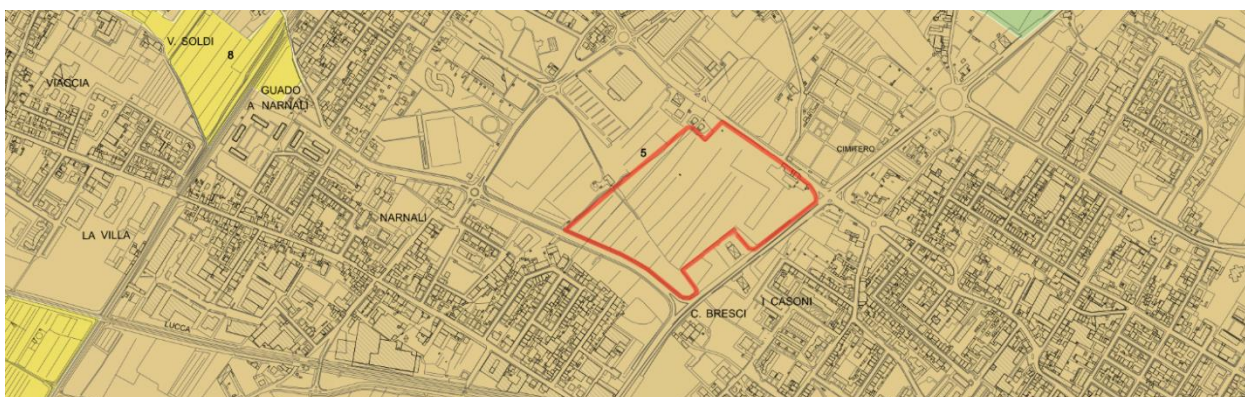 V. SOLDI
8
VIACCIA
GUADO
A NARNALI
5
CIMITERO
NARNALI
LA VILLA
I CASONI
C. BRESCI
LUCCA